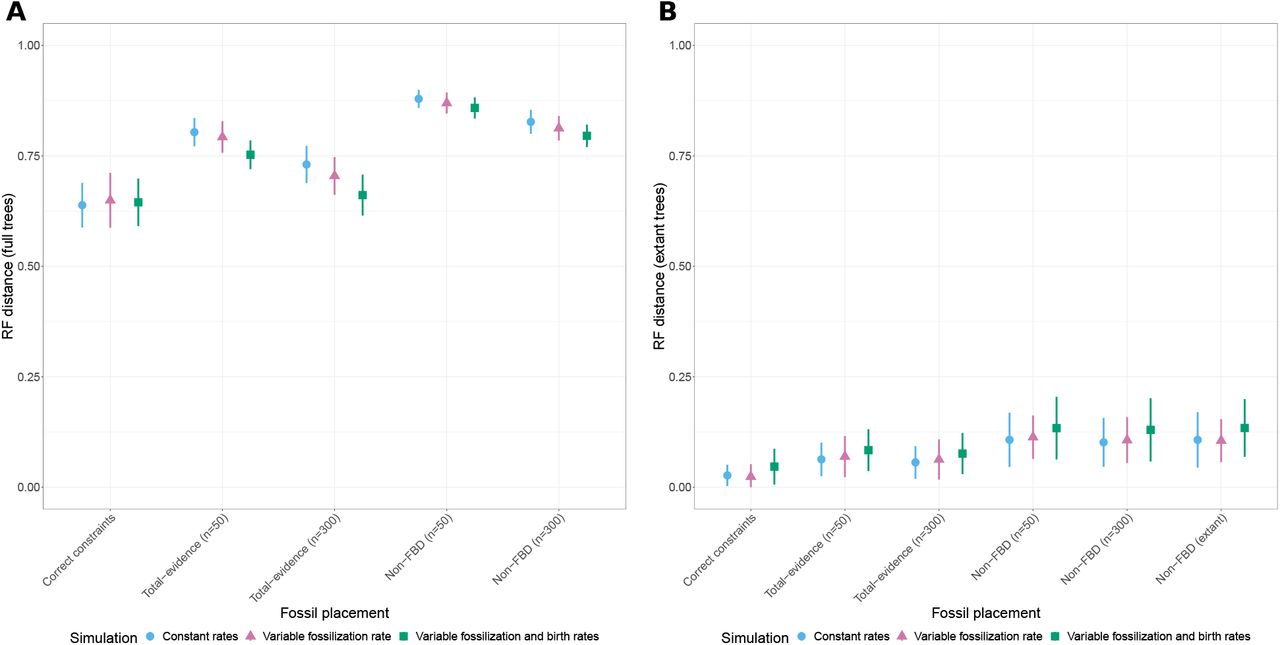 A
RF distance (full trees)
1.00
0.75
0.50
0.25
0.00
Correct constraints
Total−evidence (n=50)
Total−evidence (n=300)
Non−FBD (n=50)
Non−FBD (n=300)
Fossil placement
Simulation Constant rates Variable fossilization rate Variable fossilization and birth rates
B
RF distance (extant trees)
1.00
0.75
0.50
0.25
0.00
Correct constraints
Total−evidence (n=50)
Total−evidence (n=300)
Non−FBD (n=50)
Non−FBD (n=300)
Non−FBD (extant)
Fossil placement
Simulation Constant rates Variable fossilization rate Variable fossilization and birth rates